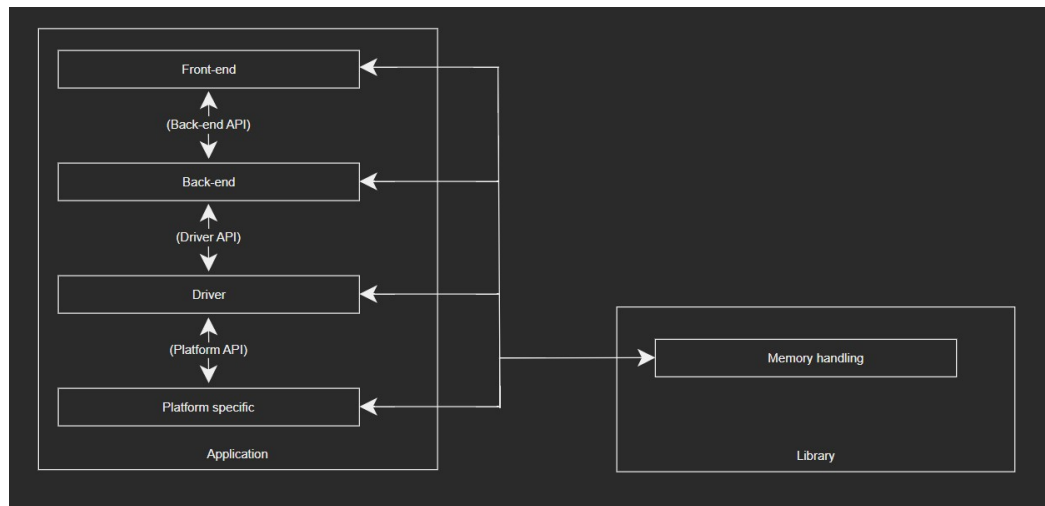 Front-end
(Back-end API)
Back-end
(Driver API)
Driver
(Platform API)
Platform specific
Application
Memory handling
Library